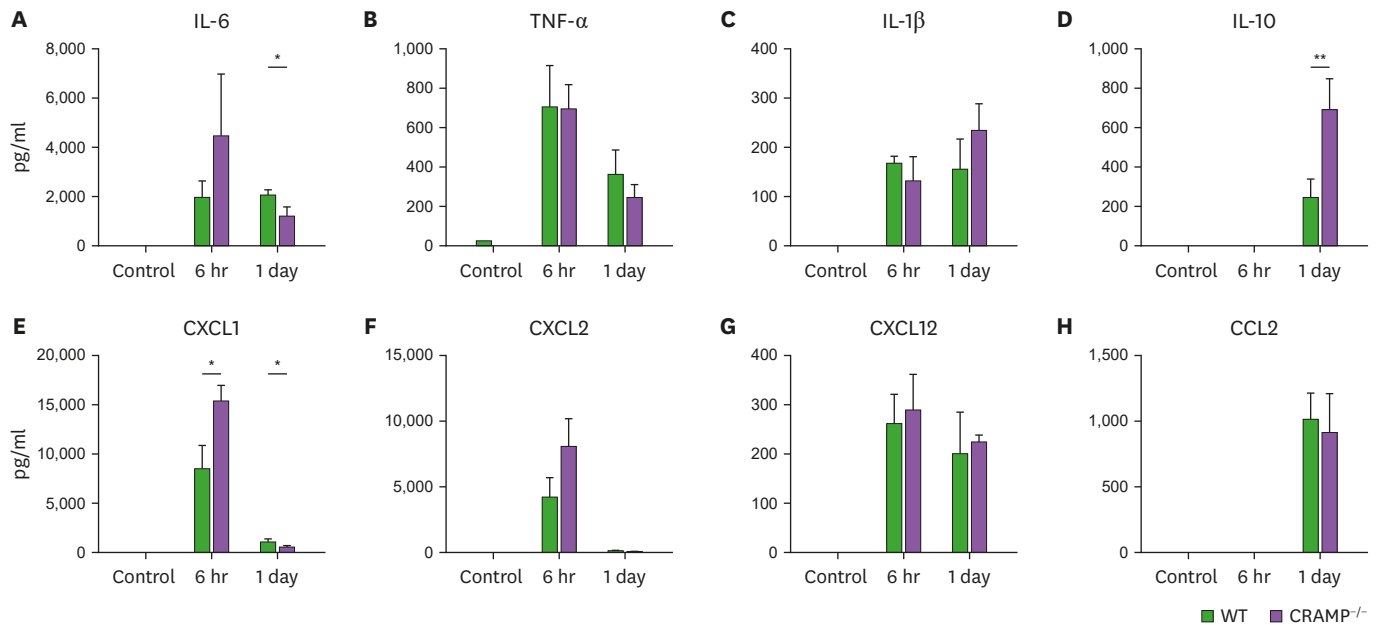 A IL-6
pg/ml
8,000
6,000
4,000
2,000
0
*
Control 6 hr 1 day
B TNF-α
1,000
800
600
400
200
0
Control 6 hr 1 day
C IL-1β
400
300
200
100
0
Control 6 hr 1 day
D IL-10
1,000
800
600
400
200
0
**
Control 6 hr 1 day
E CXCL1
pg/ml
20,000
15,000
10,000
5,000
0
*
*
Control 6 hr 1 day
F CXCL2
15,000
10,000
5,000
0
Control 6 hr 1 day
G CXCL12
400
300
200
100
0
Control 6 hr 1 day
H CCL2
1,500
1,000
500
0
Control 6 hr 1 day
WT CRAMP⁻/⁻